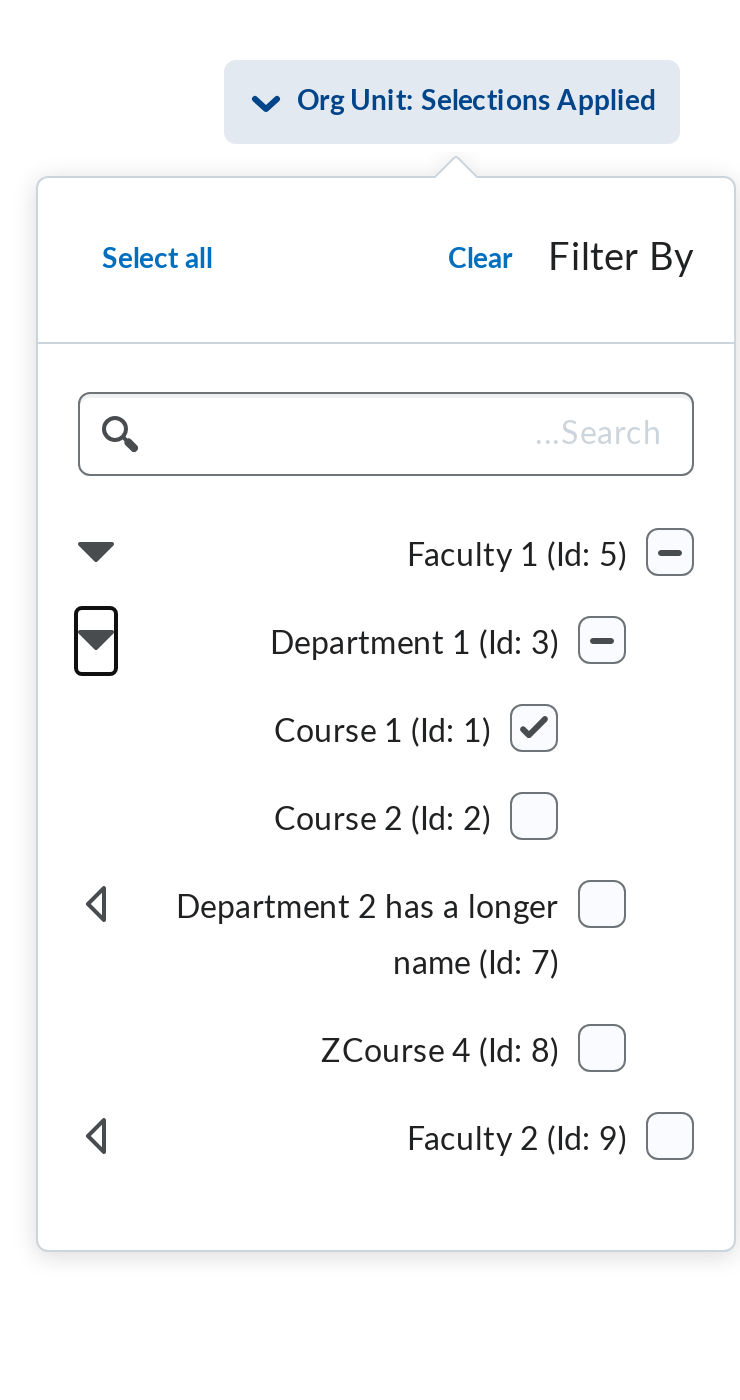 Org Unit: Selections Applied
Filter By
Clear
Select all
...Search
Faculty 1 (Id: 5)
Department 1 (Id: 3)
Course 1 (Id: 1)
Course 2 (Id: 2)
Department 2 has a longer
name (Id: 7)
ZCourse 4 (Id: 8)
Faculty 2 (Id: 9)